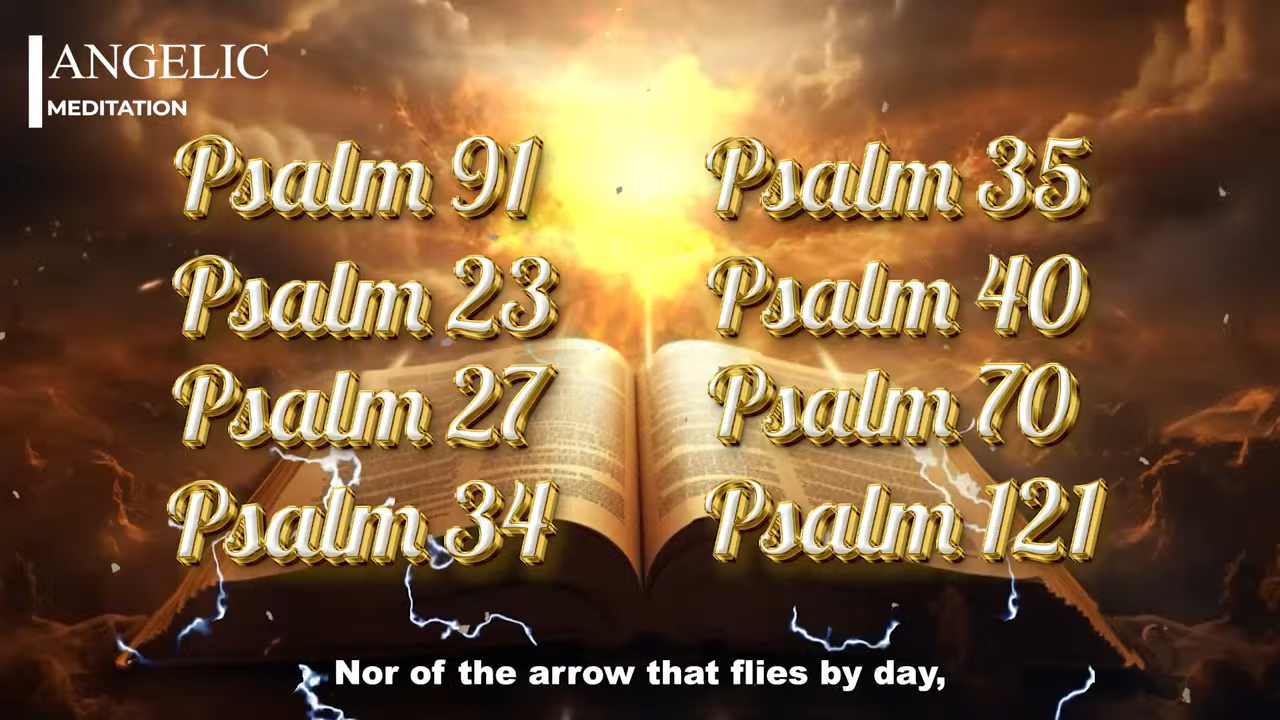 ANGELIC
MEDITATION
Psalm 91
Psalm 23
Psalm 27
Psalm 34
Psalm 35
Psalm 40
Psalm 70
Psalm 121
Nor of the arrow that flies by day,